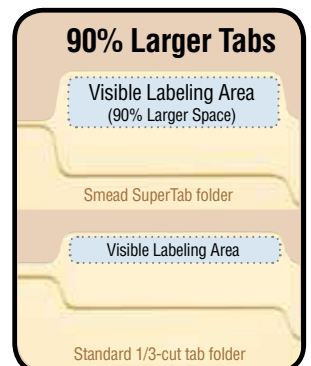 90% Larger Tabs
Visible Labeling Area
(90% Larger Space)
Smead SuperTab folder
Visible Labeling Area
Standard 1/3-cut tab folder